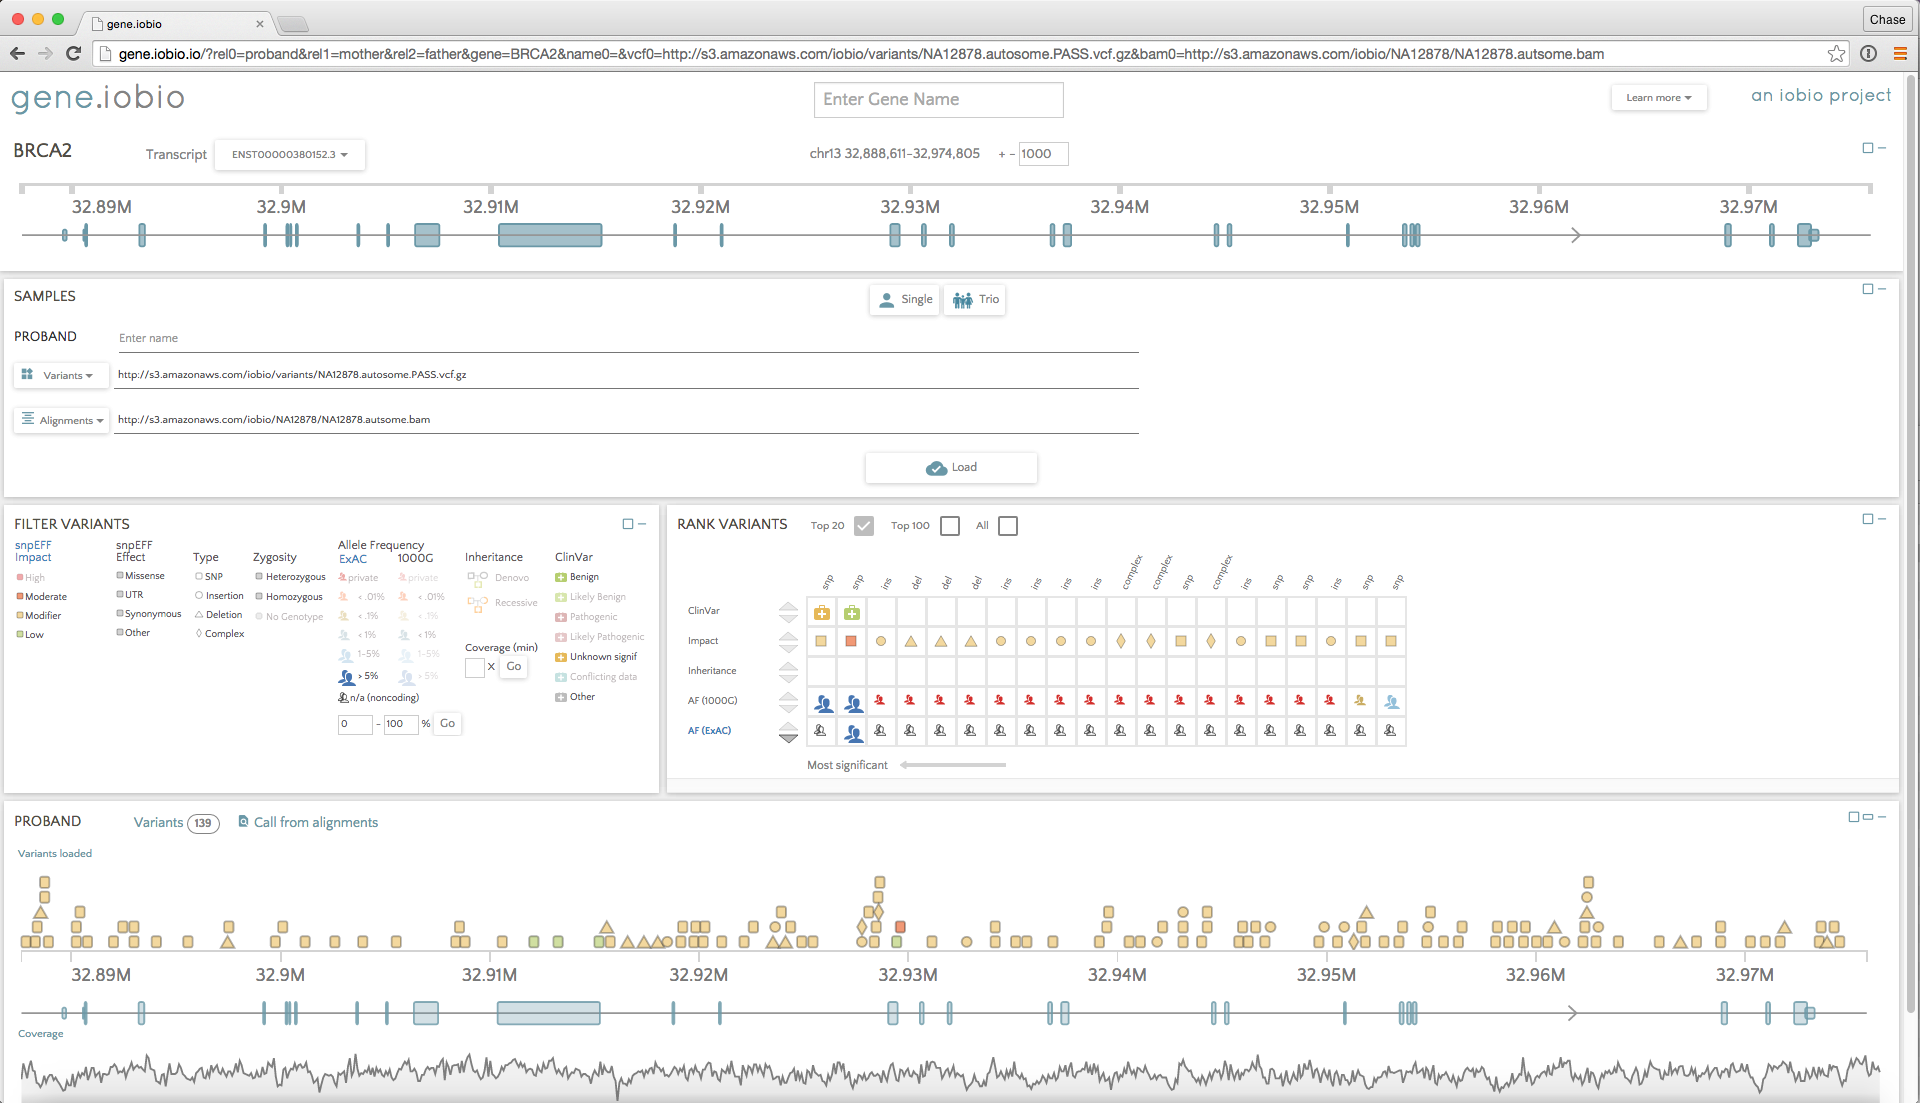 gene.iobio
Chase
gene.iobio.io/?rel0=proband&rel1=mother&rel2=father&gene=BRCA2&name0=&vcf0=http://s3.amazonaws.com/iobio/variants/NA12878.autosome.PASS.vcf.gz&bam0=http://s3.amazonaws.com/iobio/NA12878/NA12878.autsome.bam
gene.iobio
Enter Gene Name
Learn more
an iobio project
BRCA2
Transcript
ENST00000380152.3
chr13 32,888,611-32,974,805
+ - 1000
32.89M 32.9M 32.91M 32.92M 32.93M 32.94M 32.95M 32.96M 32.97M
SAMPLES
Single
Trio
PROBAND
Enter name
Variants
http://s3.amazonaws.com/iobio/variants/NA12878.autosome.PASS.vcf.gz
Alignments
http://s3.amazonaws.com/iobio/NA12878/NA12878.autsome.bam
Load
FILTER VARIANTS
snpEFF
Impact
High
Moderate
Modifier
Low
snpEFF
Effect
Missense
UTR
Synonymous
Other
Type
SNP
Insertion
Deletion
Complex
Zygosity
Heterozygous
Homozygous
No Genotype
Allele Frequency
ExAC 1000G
private private
< .01% < .01%
< .1% < .1%
< 1% < 1%
1-5% 1-5%
> 5% > 5%
n/a (noncoding)
0 - 100 % Go
Inheritance
Denovo
Recessive
Coverage (min)
x Go
ClinVar
Benign
Likely Benign
Pathogenic
Likely Pathogenic
Unknown signif
Conflicting data
Other
RANK VARIANTS
Top 20
Top 100
All
snp snp ins del del del ins ins ins ins complex complex snp complex ins snp snp ins snp snp
ClinVar
Impact
Inheritance
AF (1000G)
AF (ExAC)
Most significant
PROBAND
Variants 139
Call from alignments
Variants loaded
32.89M 32.9M 32.91M 32.92M 32.93M 32.94M 32.95M 32.96M 32.97M
Coverage